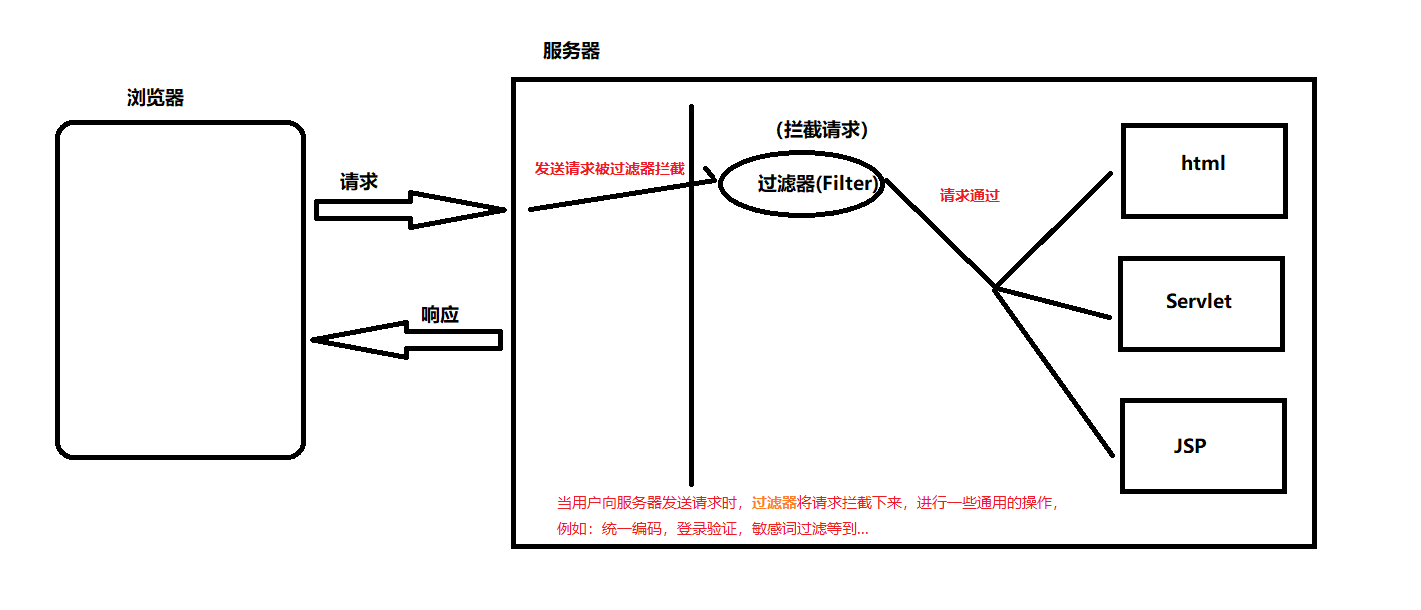 服务器
浏览器
(拦截请求)
发送请求被过滤器拦截
过滤器(Filter)
请求
请求通过
html
Servlet
响应
JSP
当用户向服务器发送请求时，过滤器将请求拦截下来，进行一些通用的操作，
例如：统一编码，登录验证，敏感词过滤等到...